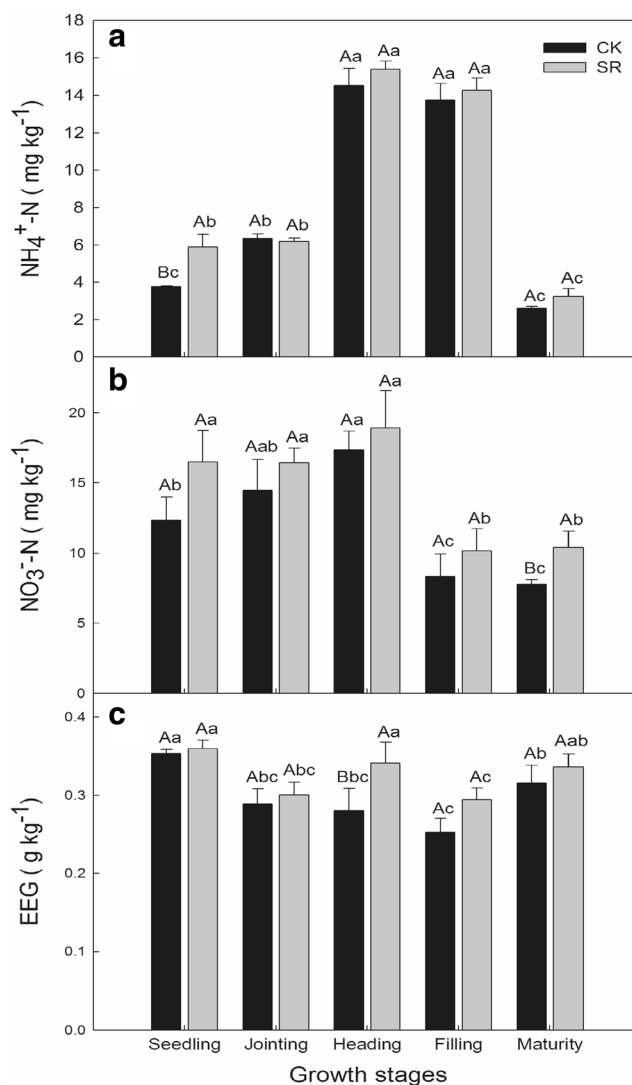 a
CK
SR
NH4+-N ( mg kg-1)
18
16
14
12
10
8
6
4
2
0
Bc Ab Ab Ab Aa Aa Aa Aa Ac Ac
b
NO3--N ( mg kg-1)
20
15
10
5
0
Ab Aa Aab Aa Aa Aa Ac Ab Bc Ab
c
EEG ( g kg-1)
0.4
0.3
0.2
0.1
0.0
Aa Aa Abc Abc Bbc Aa Ac Ac Ab Aab
Seedling Jointing Heading Filling Maturity
Growth stages